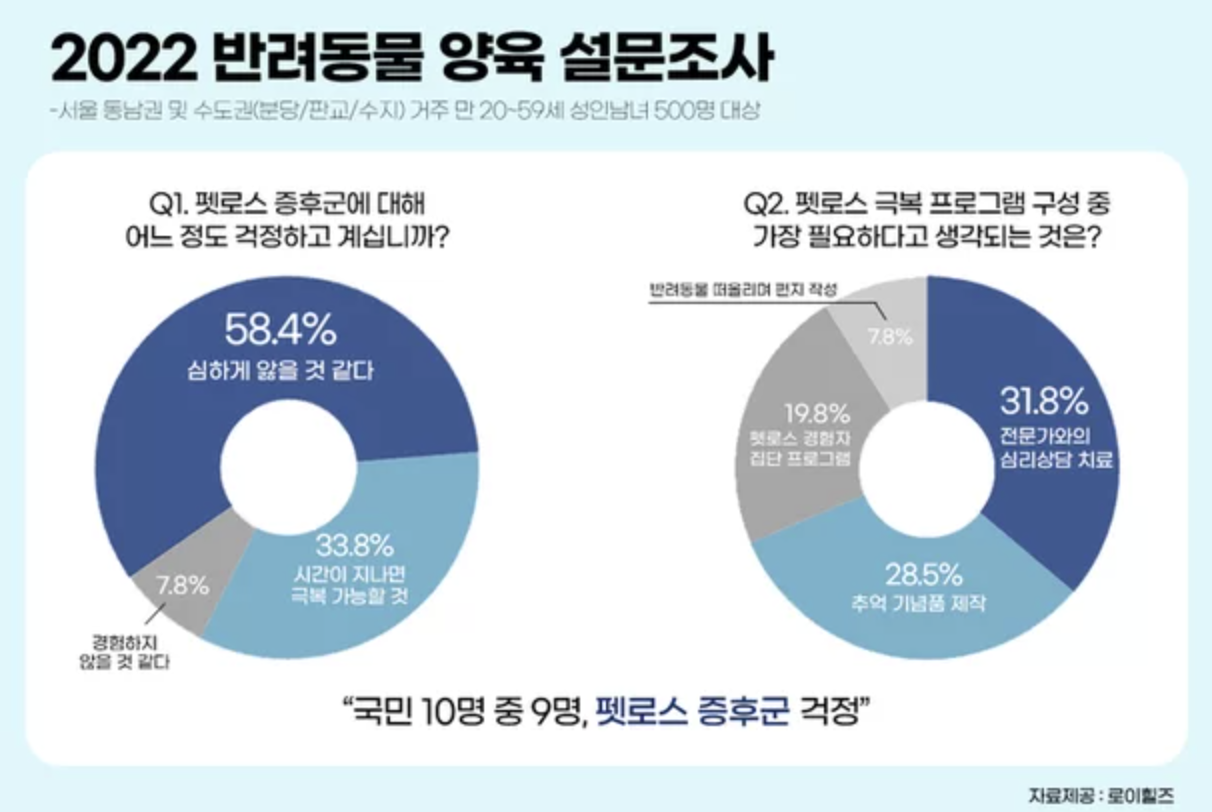 2022 반려동물 양육 설문조사
-서울 동남권 및 수도권(분당/판교/수지) 거주 만 20~59세 성인남녀 500명 대상
Q1. 펫로스 증후군에 대해
어느 정도 걱정하고 계십니까?
58.4%
심하게 앓을 것 같다
33.8%
시간이 지나면
극복 가능할 것
7.8%
경험하지
않을 것 같다
Q2. 펫로스 극복 프로그램 구성 중
가장 필요하다고 생각되는 것은?
반려동물 떠올리며 편지 작성
7.8%
31.8%
전문가와의
심리상담 치료
19.8%
펫로스 경험자
집단 프로그램
28.5%
추억 기념품 제작
“국민 10명 중 9명, 펫로스 증후군 걱정”
자료제공 : 로이힐즈